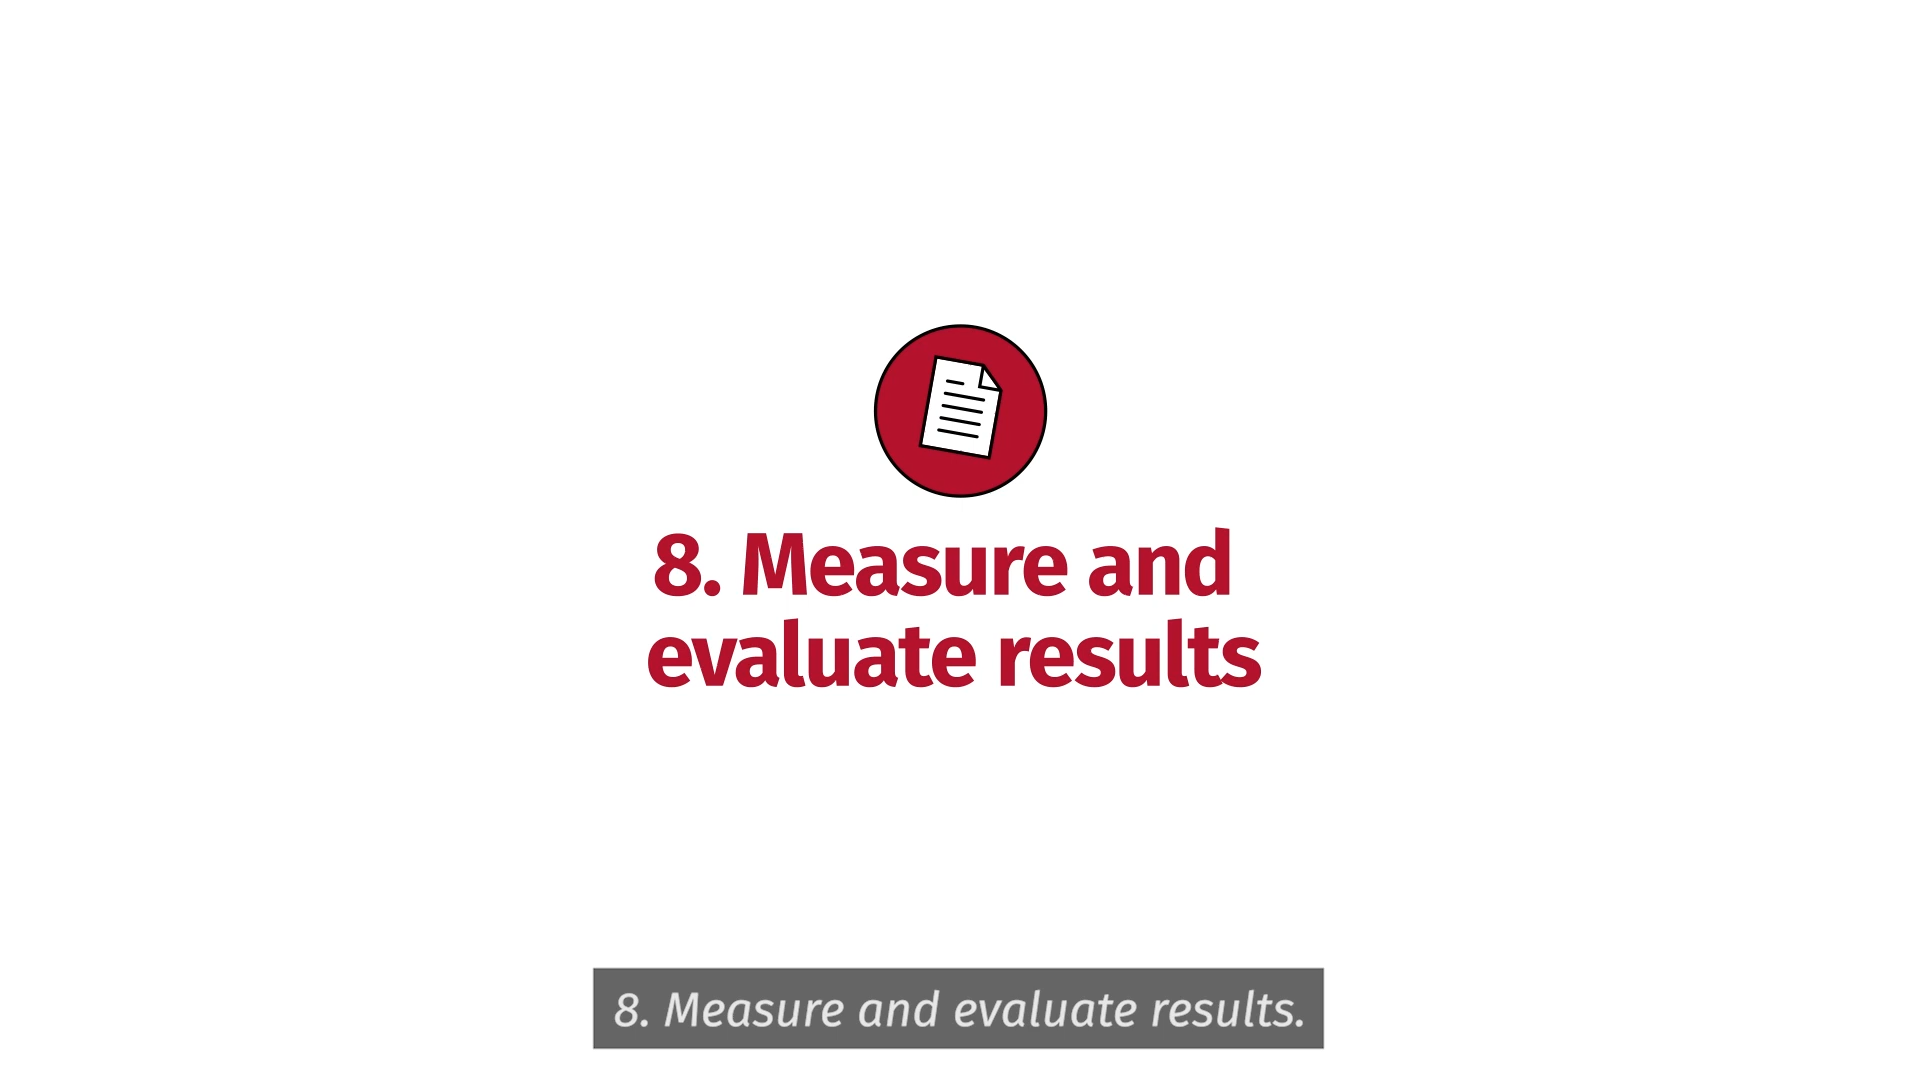 8. Measure and
evaluate results
8. Measure and evaluate results.